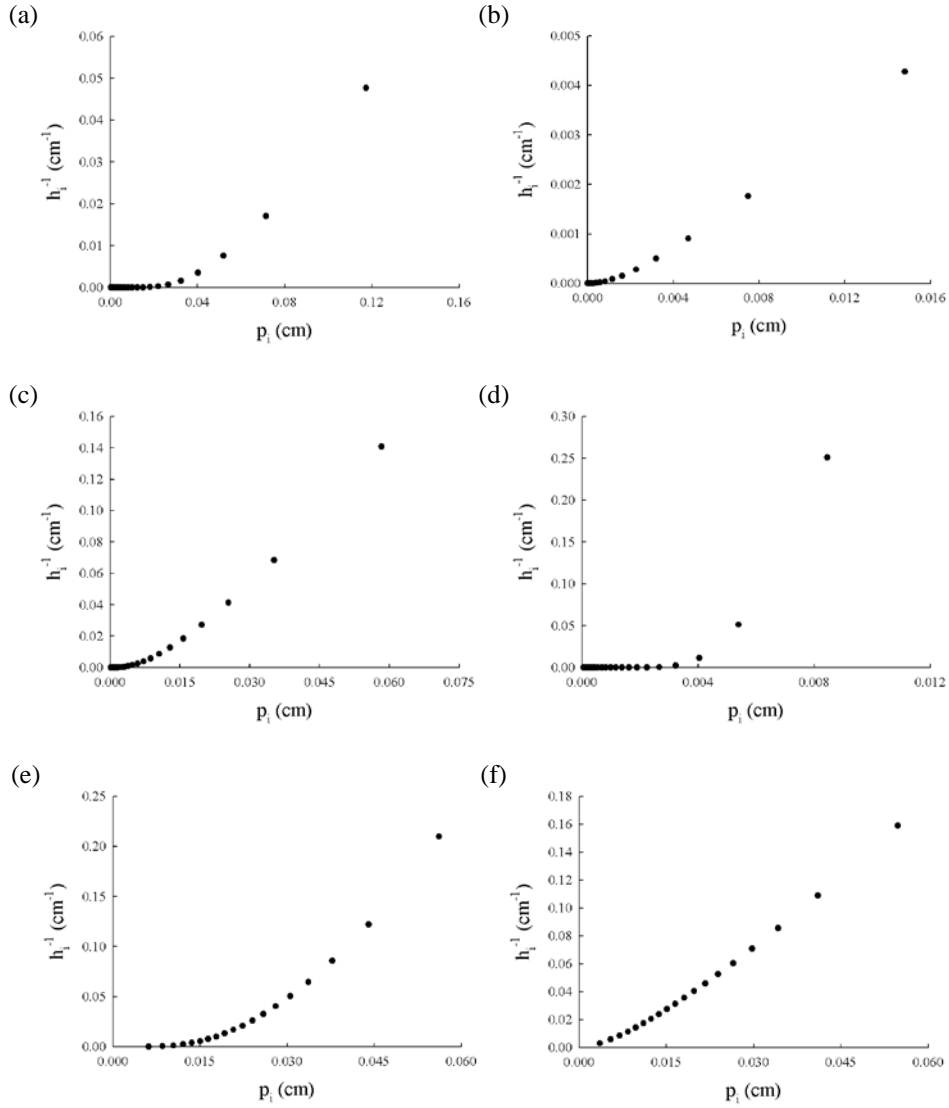 (a)
0.06
0.05
0.04
0.03
0.02
0.01
0.00
h_i^-1 (cm^-1)
0.00 0.04 0.08 0.12 0.16
p_i (cm)
(b)
0.005
0.004
0.003
0.002
0.001
0.000
h_i^-1 (cm^-1)
0.000 0.004 0.008 0.012 0.016
p_i (cm)
(c)
0.16
0.14
0.12
0.10
0.08
0.06
0.04
0.02
0.00
h_i^-1 (cm^-1)
0.000 0.015 0.030 0.045 0.060 0.075
p_i (cm)
(d)
0.30
0.25
0.20
0.15
0.10
0.05
0.00
h_i^-1 (cm^-1)
0.000 0.004 0.008 0.012
p_i (cm)
(e)
0.25
0.20
0.15
0.10
0.05
0.00
h_i^-1 (cm^-1)
0.000 0.015 0.030 0.045 0.060
p_i (cm)
(f)
0.18
0.16
0.14
0.12
0.10
0.08
0.06
0.04
0.02
0.00
h_i^-1 (cm^-1)
0.000 0.015 0.030 0.045 0.060
p_i (cm)